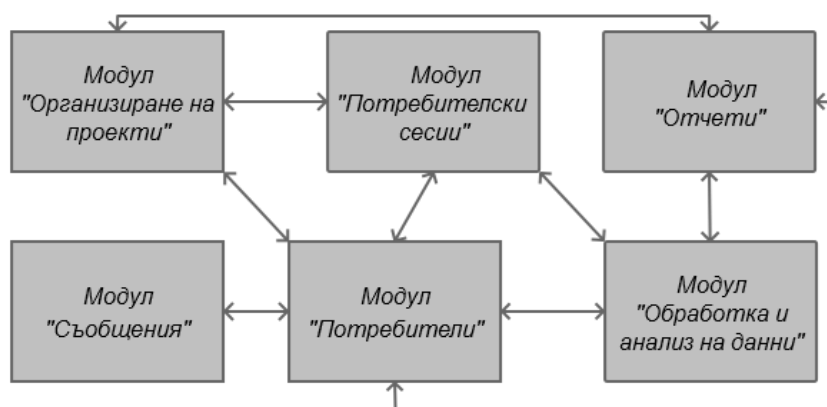 Модул
"Организиране на
проекти"
Модул
"Потребителски
сесии"
Модул
"Отчети"
Модул
"Съобщения"
Модул
"Потребители"
Модул
"Обработка и
анализ на данни"